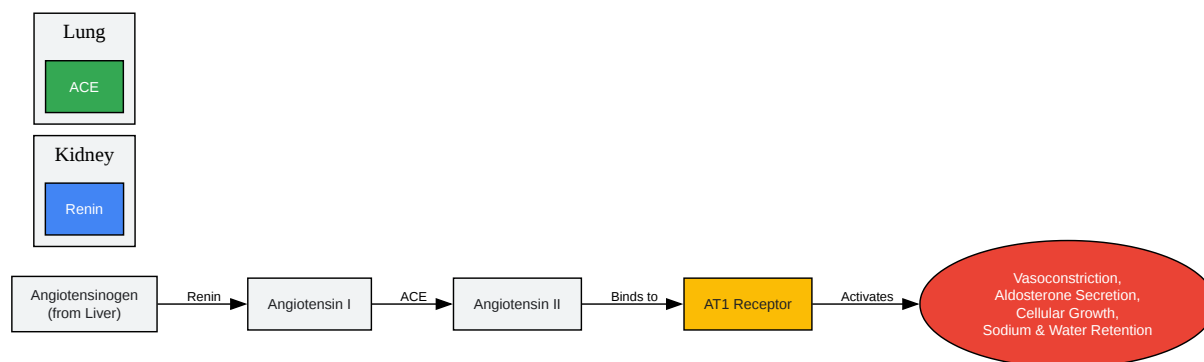 Lung
ACE
Kidney
Renin
Angiotensinogen
(from Liver)
Renin
Angiotensin I
ACE
Angiotensin II
Binds to
AT1 Receptor
Activates
Vasoconstriction,
Aldosterone Secretion,
Cellular Growth,
Sodium & Water Retention